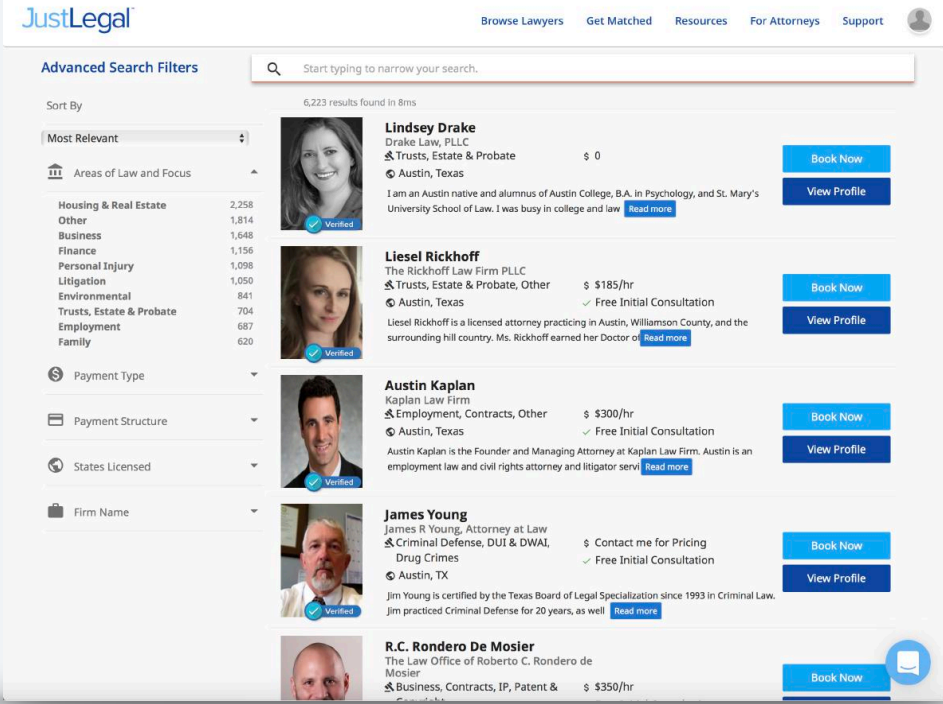 JustLegal
Browse Lawyers Get Matched Resources For Attorneys Support
Advanced Search Filters
Start typing to narrow your search.
Sort By
6,223 results found in 8ms
Most Relevant
Areas of Law and Focus
Housing & Real Estate 2,258
Other 1,814
Business 1,648
Finance 1,156
Personal Injury 1,098
Litigation 1,050
Environmental 841
Trusts, Estate & Probate 704
Employment 687
Family 620
Payment Type
Payment Structure
States Licensed
Firm Name
Lindsey Drake
Drake Law, PLLC
Trusts, Estate & Probate $ 0
Austin, Texas
I am an Austin native and alumnus of Austin College, B.A. in Psychology, and St. Mary's
University School of Law. I was busy in college and law Read more
Verified
Book Now
View Profile
Liesel Rickhoff
The Rickhoff Law Firm PLLC
Trusts, Estate & Probate, Other $ $185/hr
Austin, Texas ✓ Free Initial Consultation
Liesel Rickhoff is a licensed attorney practicing in Austin, Williamson County, and the
surrounding hill country. Ms. Rickhoff earned her Doctor of Read more
Verified
Book Now
View Profile
Austin Kaplan
Kaplan Law Firm
Employment, Contracts, Other $ $300/hr
Austin, Texas ✓ Free Initial Consultation
Austin Kaplan is the Founder and Managing Attorney at Kaplan Law Firm. Austin is an
employment law and civil rights attorney and litigator servi Read more
Verified
Book Now
View Profile
James Young
James R Young, Attorney at Law
Criminal Defense, DUI & DWAI, $ Contact me for Pricing
Drug Crimes ✓ Free Initial Consultation
Austin, TX
Jim Young is certified by the Texas Board of Legal Specialization since 1993 in Criminal Law.
Jim practiced Criminal Defense for 20 years, as well Read more
Verified
Book Now
View Profile
R.C. Rondero De Mosier
The Law Office of Roberto C. Rondero de
Mosier
Business, Contracts, IP, Patent & $ $350/hr
Book Now